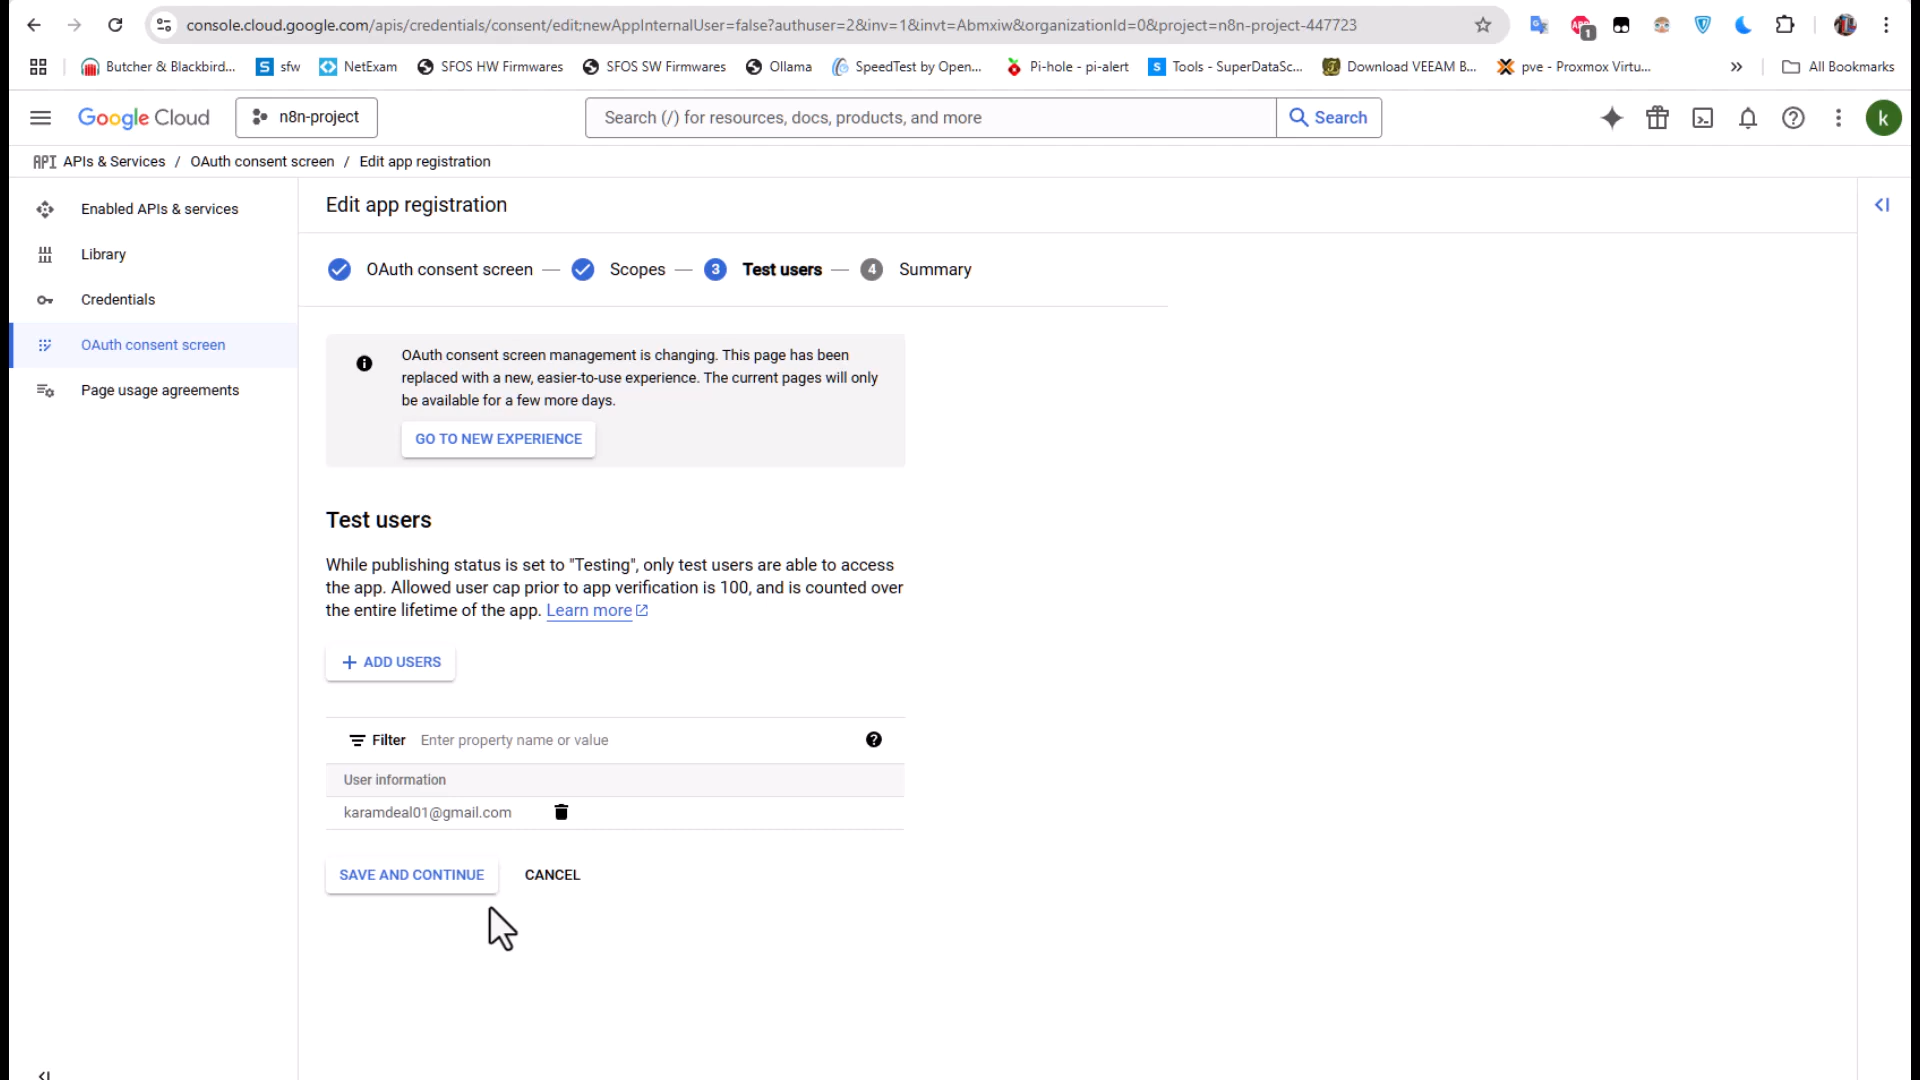 console.cloud.google.com/apis/credentials/consent/edit;newAppInternalUser=false?authuser=2&inv=1&invt=Abmxiw&organizationId=0&project=n8n-project-447723
1
Butcher & Blackbird...
S sfw
NetExam
SFOS HW Firmwares
SFOS SW Firmwares
Ollama
SpeedTest by Open...
Pi-hole - pi-alert
S Tools - SuperDataSc...
Download VEEAM B...
pve - Proxmox Virtu...
All Bookmarks
Google Cloud
n8n-project
Search (/) for resources, docs, products, and more
Search
k
API APIs & Services / OAuth consent screen / Edit app registration
Enabled APIs & services
Library
Credentials
OAuth consent screen
Page usage agreements
Edit app registration
OAuth consent screen — Scopes — 3 Test users — 4 Summary
OAuth consent screen management is changing. This page has been
replaced with a new, easier-to-use experience. The current pages will only
be available for a few more days.
GO TO NEW EXPERIENCE
Test users
While publishing status is set to "Testing", only test users are able to access
the app. Allowed user cap prior to app verification is 100, and is counted over
the entire lifetime of the app. Learn more
+ ADD USERS
Filter Enter property name or value
User information
karamdeal01@gmail.com
SAVE AND CONTINUE
CANCEL